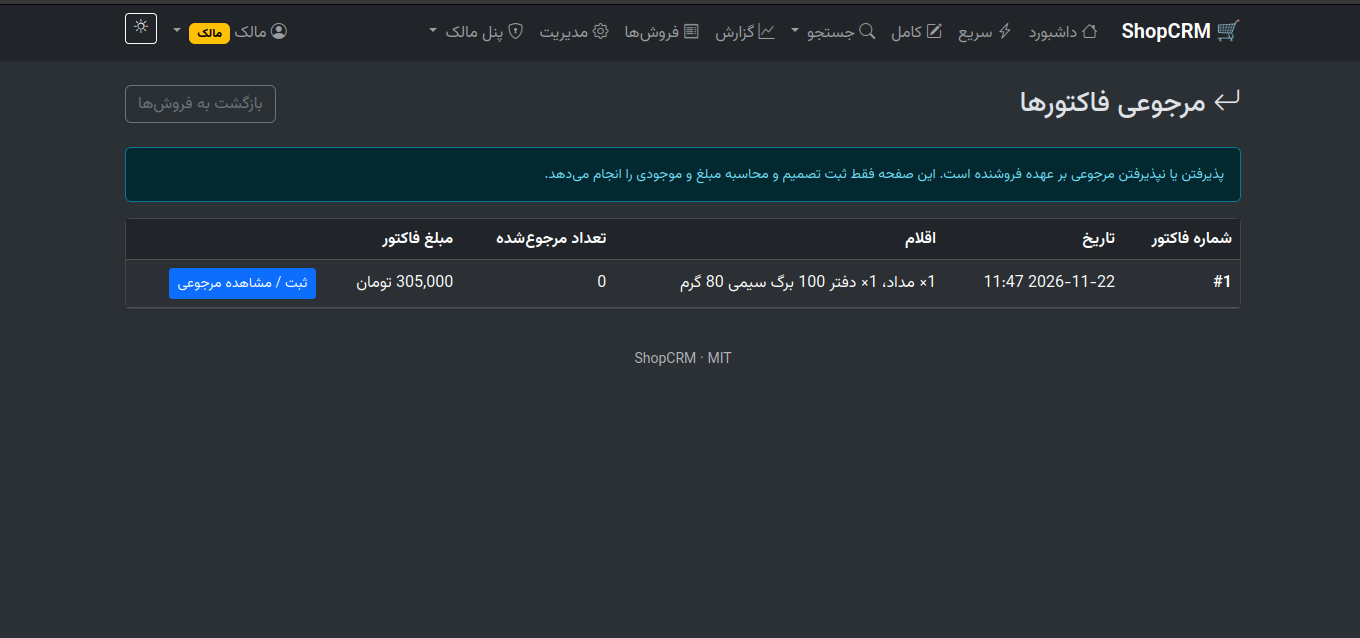 ShopCRM داشبورد سریع کامل جستجو گزارش فروش‌ها مدیریت پنل مالک مالک مالک
مرجوعی فاکتورها بازگشت به فروش‌ها
پذیرفتن یا نپذیرفتن مرجوعی بر عهده فروشنده است. این صفحه فقط ثبت تصمیم و محاسبه مبلغ و موجودی را انجام می‌دهد.
شماره فاکتور تاریخ اقلام تعداد مرجوع‌شده مبلغ فاکتور
#1 2026-11-22 11:47 1× مداد، 1× دفتر 100 برگ سیمی 80 گرم 0 305,000 تومان ثبت / مشاهده مرجوعی
ShopCRM · MIT